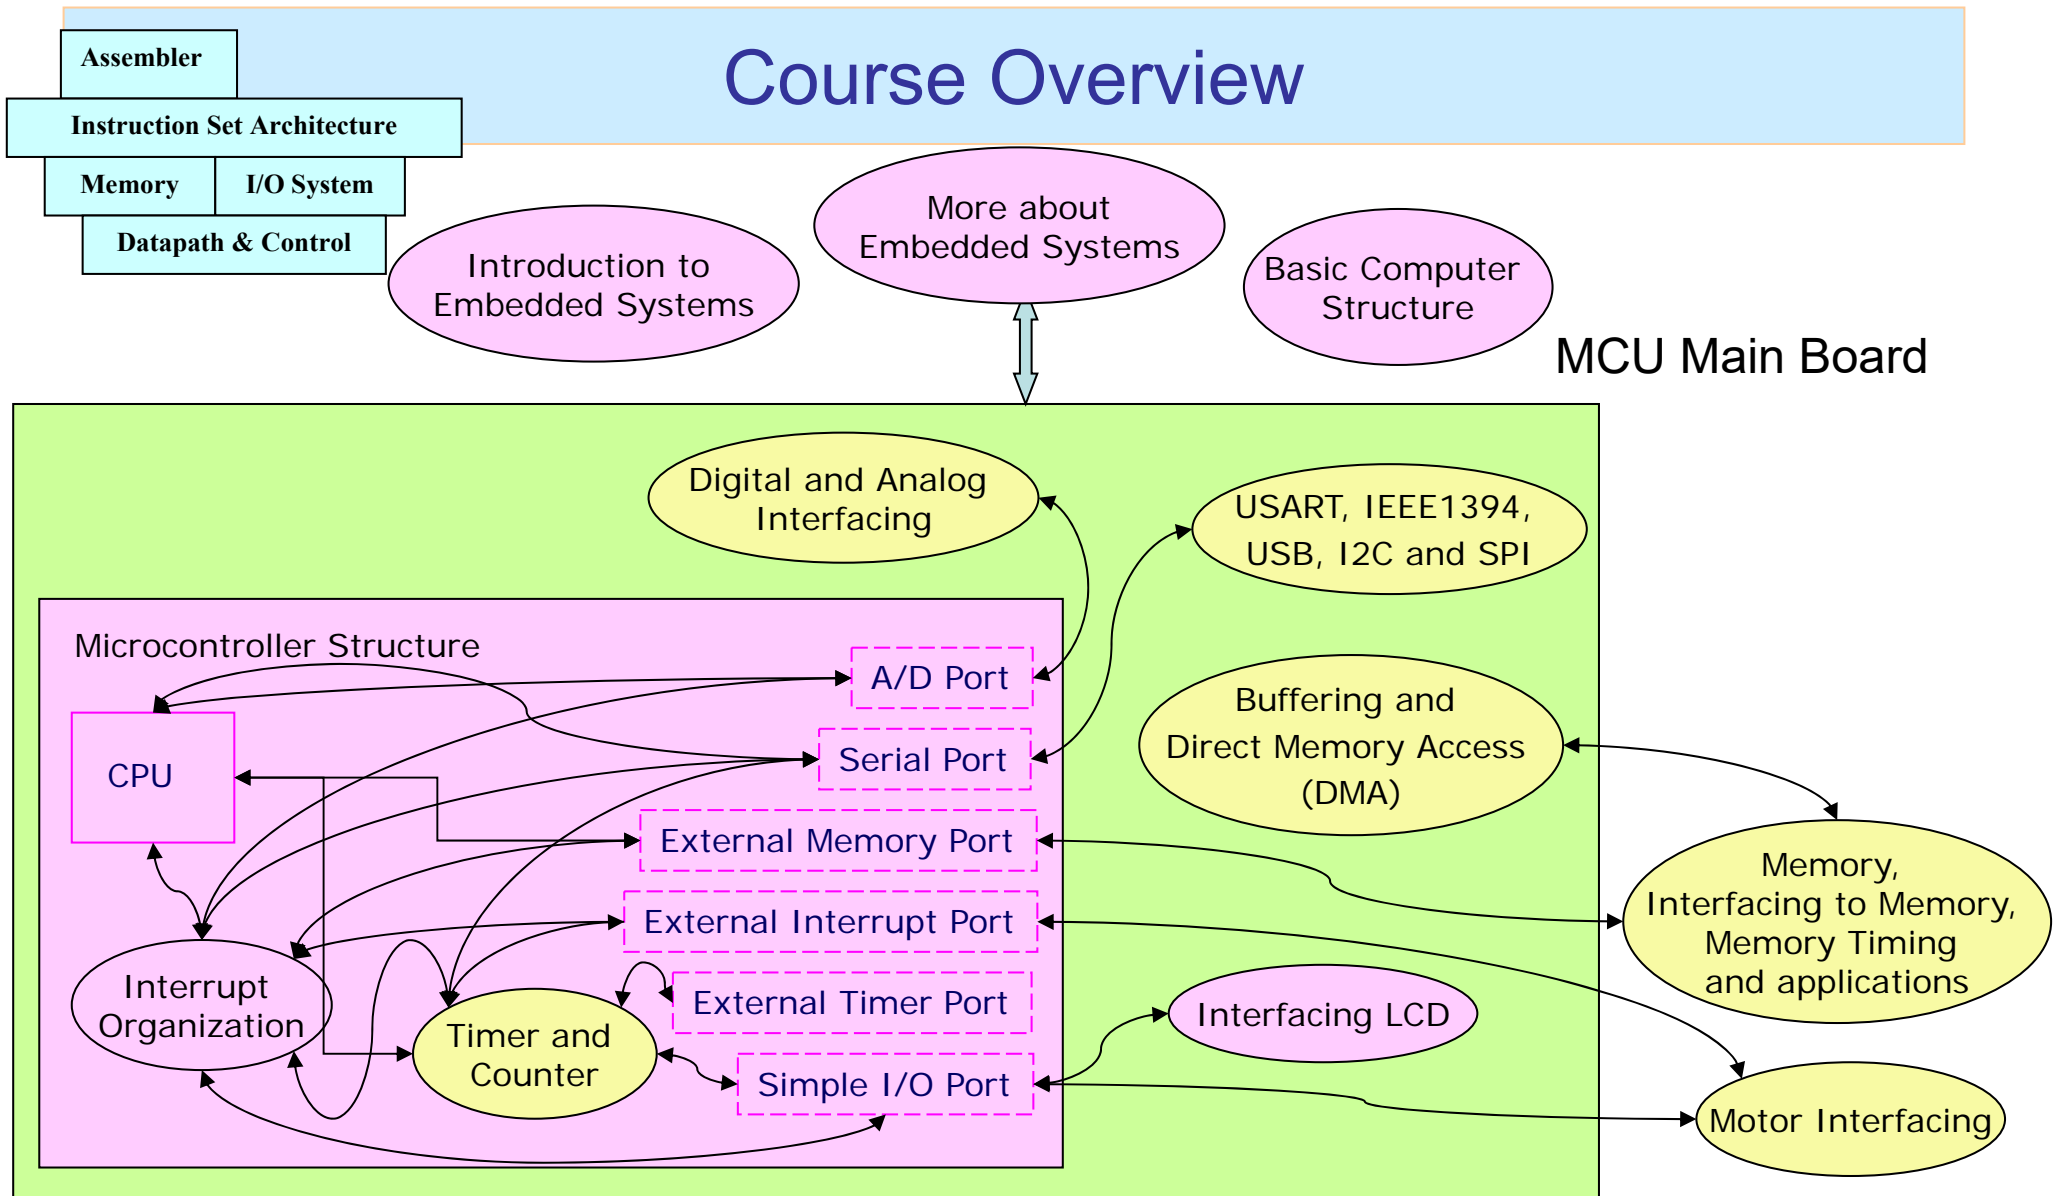 Course Overview
Assembler
Instruction Set Architecture
Memory
I/O System
Datapath & Control
Introduction to
Embedded Systems
More about
Embedded Systems
Basic Computer
Structure
MCU Main Board
Digital and Analog
Interfacing
USART, IEEE1394,
USB, I2C and SPI
Microcontroller Structure
A/D Port
Serial Port
CPU
External Memory Port
External Interrupt Port
External Timer Port
Simple I/O Port
Interrupt
Organization
Timer and
Counter
Buffering and
Direct Memory Access
(DMA)
Memory,
Interfacing to Memory,
Memory Timing
and applications
Interfacing LCD
Motor Interfacing